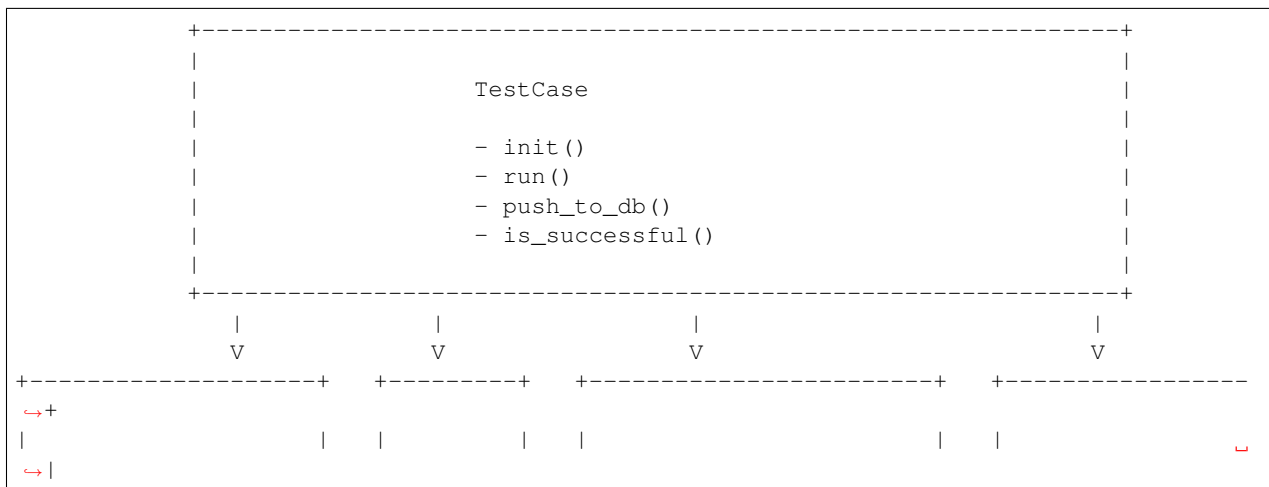 +----------------------------------------------------------------+
|                                                                |
|                   TestCase                                     |
|                                                                |
|                   - init()                                     |
|                   - run()                                      |
|                   - push_to_db()                               |
|                   - is_successful()                            |
|                                                                |
+----------------------------------------------------------------+
|             |                 |                           |
V             V                 V                           V
+--------------------+   +---------+   +------------------------+   +-----------------
↪+
|                    |   |         |   |                        |   |                ␣
↪|